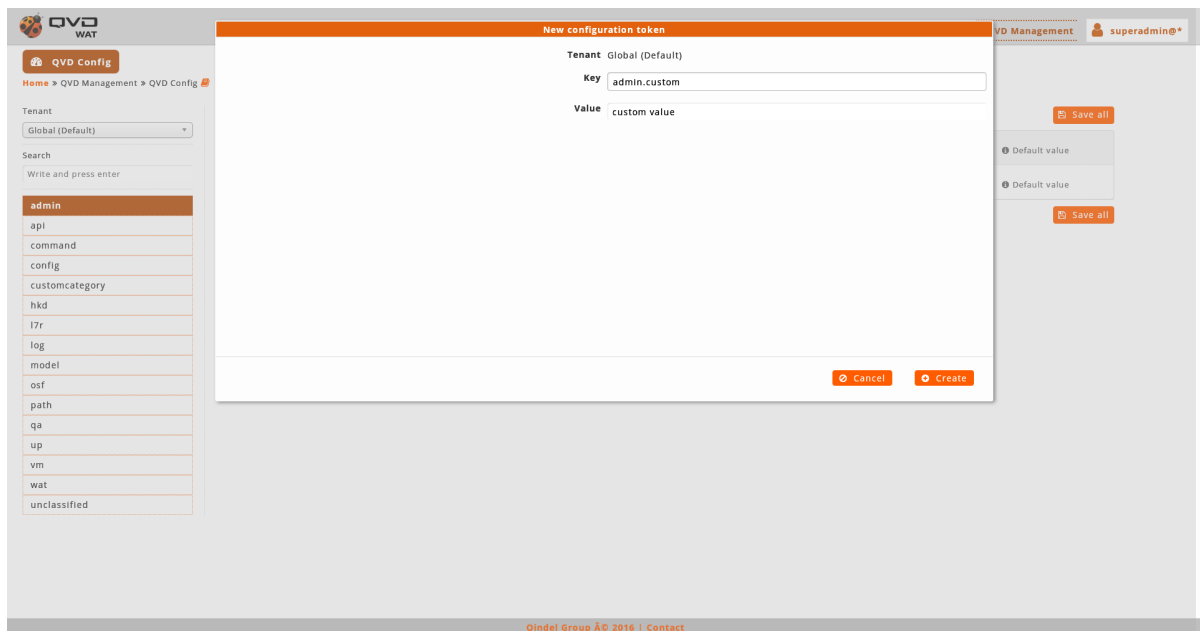 QVD
WAT
New configuration token
VD Management
superadmin@*
QVD Config
Home » QVD Management » QVD Config
Tenant Global (Default)
Key admin.custom
Value custom value
Cancel
Create
Tenant
Global (Default)
Search
Write and press enter
admin
api
command
config
customcategory
hkd
l7r
log
model
osf
path
qa
up
vm
wat
unclassified
Save all
Default value
Default value
Save all
Qindel Group Â© 2016 | Contact